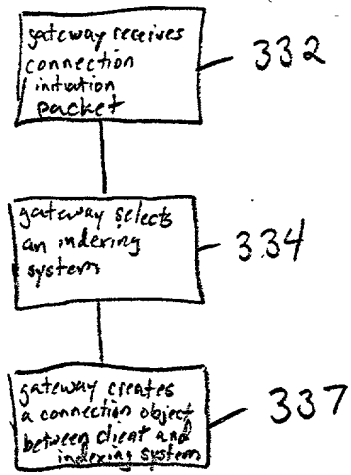 gateway receives
connection
initiation
packet
332
gateway selects
an indexing
system
334
gateway creates
a connection object
between client and
indexing system
337